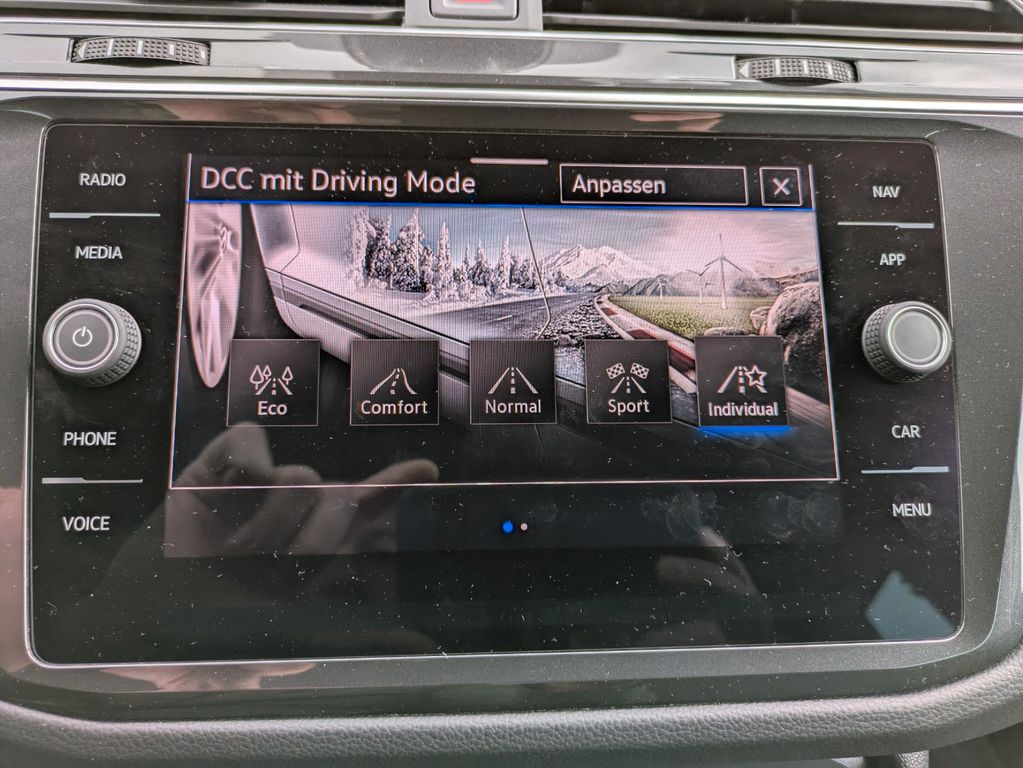 RADIO
MEDIA
PHONE
VOICE
DCC mit Driving Mode
Anpassen
Eco
Comfort
Normal
Sport
Individual
NAV
APP
CAR
MENU